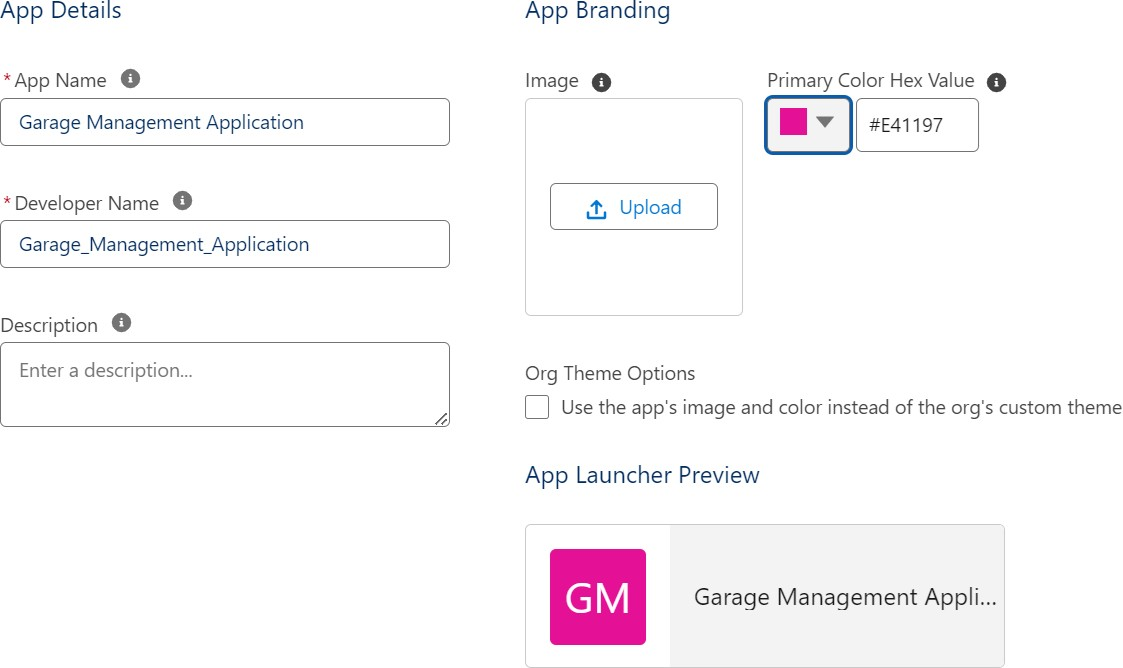 App Details
* App Name
Garage Management Application
* Developer Name
Garage_Management_Application
Description
Enter a description...
App Branding
Image
Upload
Primary Color Hex Value
#E41197
Org Theme Options
Use the app's image and color instead of the org's custom theme
App Launcher Preview
GM
Garage Management Appli...